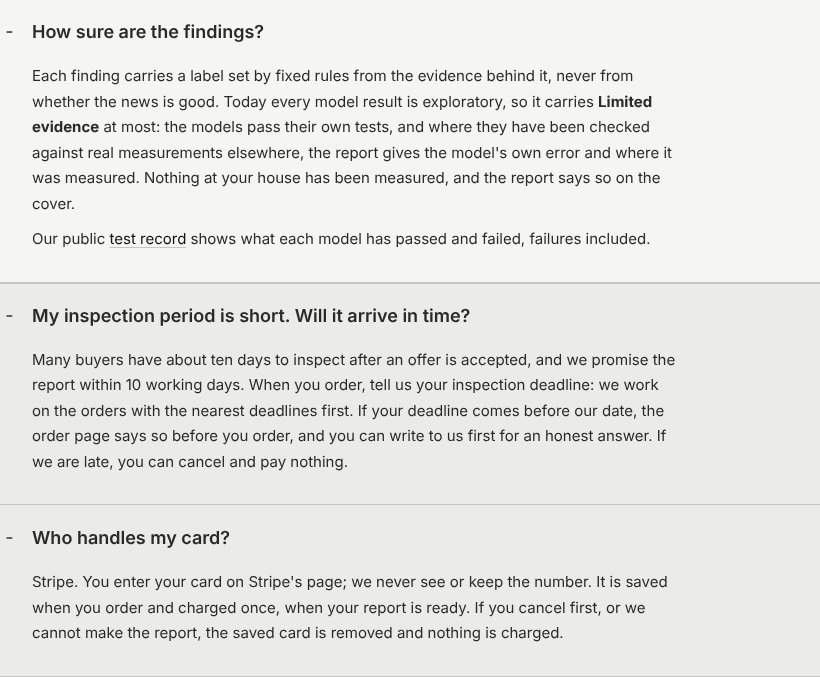 - How sure are the findings?
Each finding carries a label set by fixed rules from the evidence behind it, never from
whether the news is good. Today every model result is exploratory, so it carries Limited
evidence at most: the models pass their own tests, and where they have been checked
against real measurements elsewhere, the report gives the model's own error and where it
was measured. Nothing at your house has been measured, and the report says so on the
cover.
Our public test record shows what each model has passed and failed, failures included.
- My inspection period is short. Will it arrive in time?
Many buyers have about ten days to inspect after an offer is accepted, and we promise the
report within 10 working days. When you order, tell us your inspection deadline: we work
on the orders with the nearest deadlines first. If your deadline comes before our date, the
order page says so before you order, and you can write to us first for an honest answer. If
we are late, you can cancel and pay nothing.
- Who handles my card?
Stripe. You enter your card on Stripe's page; we never see or keep the number. It is saved
when you order and charged once, when your report is ready. If you cancel first, or we
cannot make the report, the saved card is removed and nothing is charged.